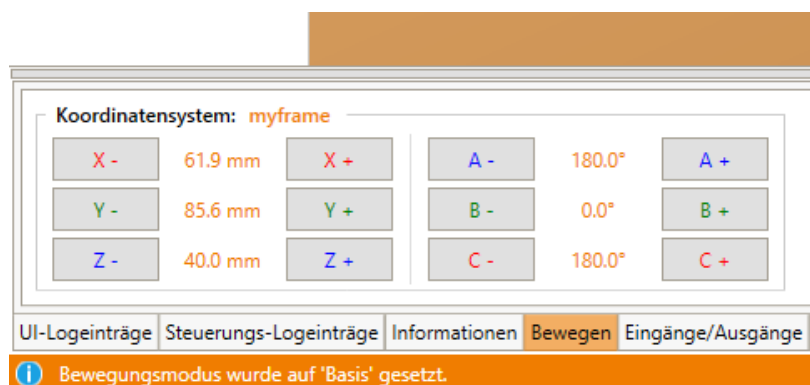 Koordinatensystem: myframe
X - 61.9 mm X + A - 180.0° A +
Y - 85.6 mm Y + B - 0.0° B +
Z - 40.0 mm Z + C - 180.0° C +
UI-Logeinträge Steuerungs-Logeinträge Informationen Bewegen Eingänge/Ausgänge
Bewegungsmodus wurde auf 'Basis' gesetzt.